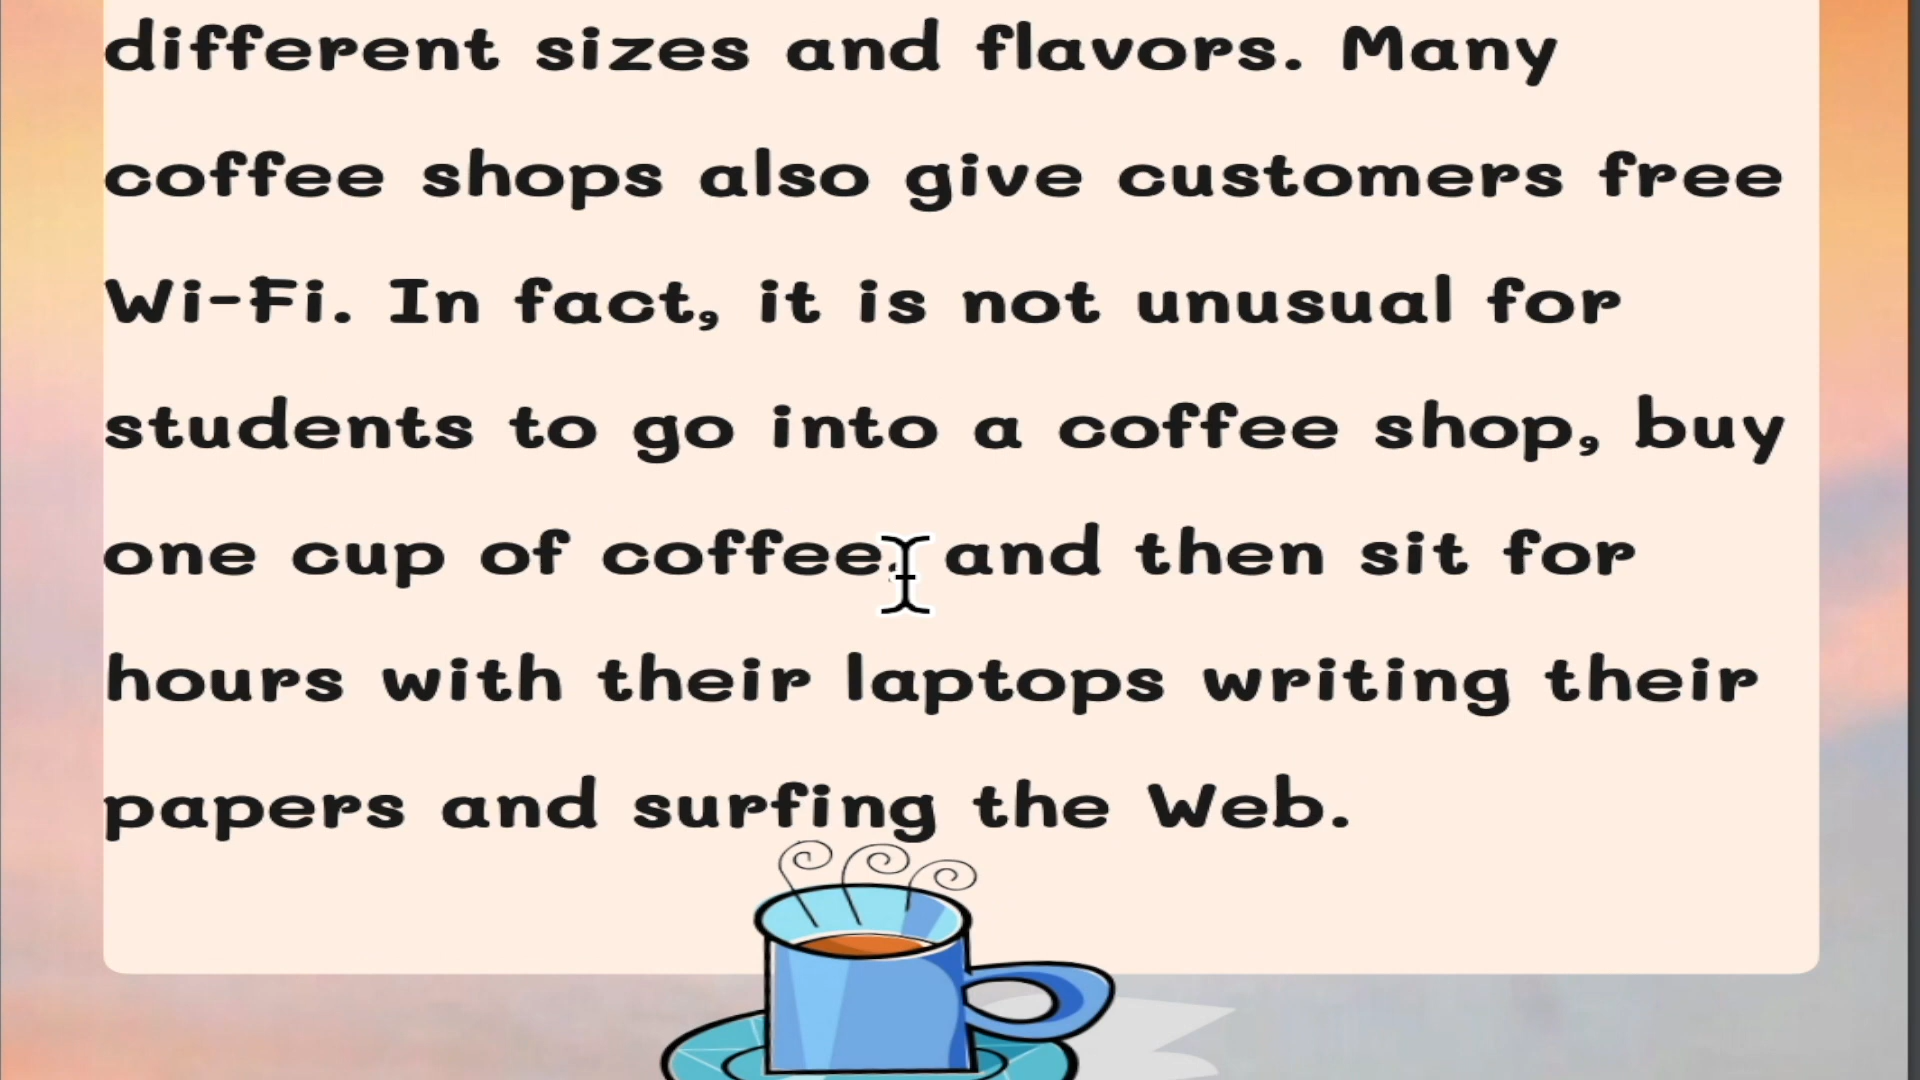 different sizes and flavors. Many
coffee shops also give customers free
Wi-Fi. In fact, it is not unusual for
students to go into a coffee shop, buy
one cup of coffee, and then sit for
hours with their laptops writing their
papers and surfing the Web.